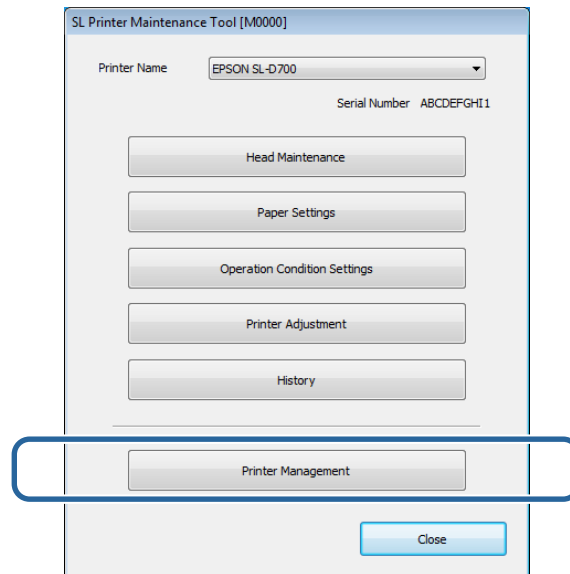 SL Printer Maintenance Tool [M0000]
Printer Name EPSON SL-D700
Serial Number ABCDEFGHI1
Head Maintenance
Paper Settings
Operation Condition Settings
Printer Adjustment
History
Printer Management
Close